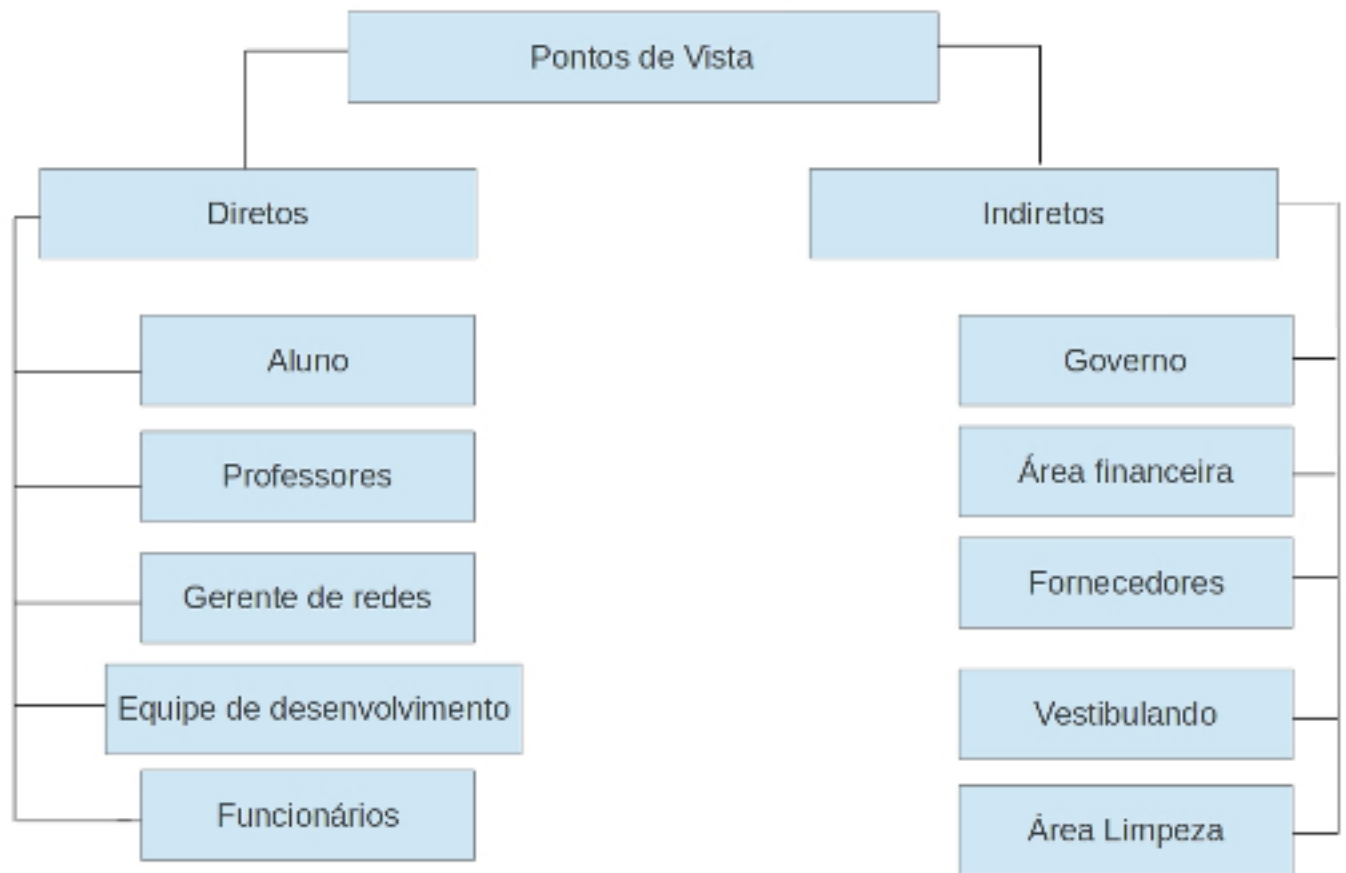 Pontos de Vista
Diretos
Indiretos
Aluno
Professores
Gerente de redes
Equipe de desenvolvimento
Funcionários
Governo
Área financeira
Fornecedores
Vestibulando
Área Limpeza